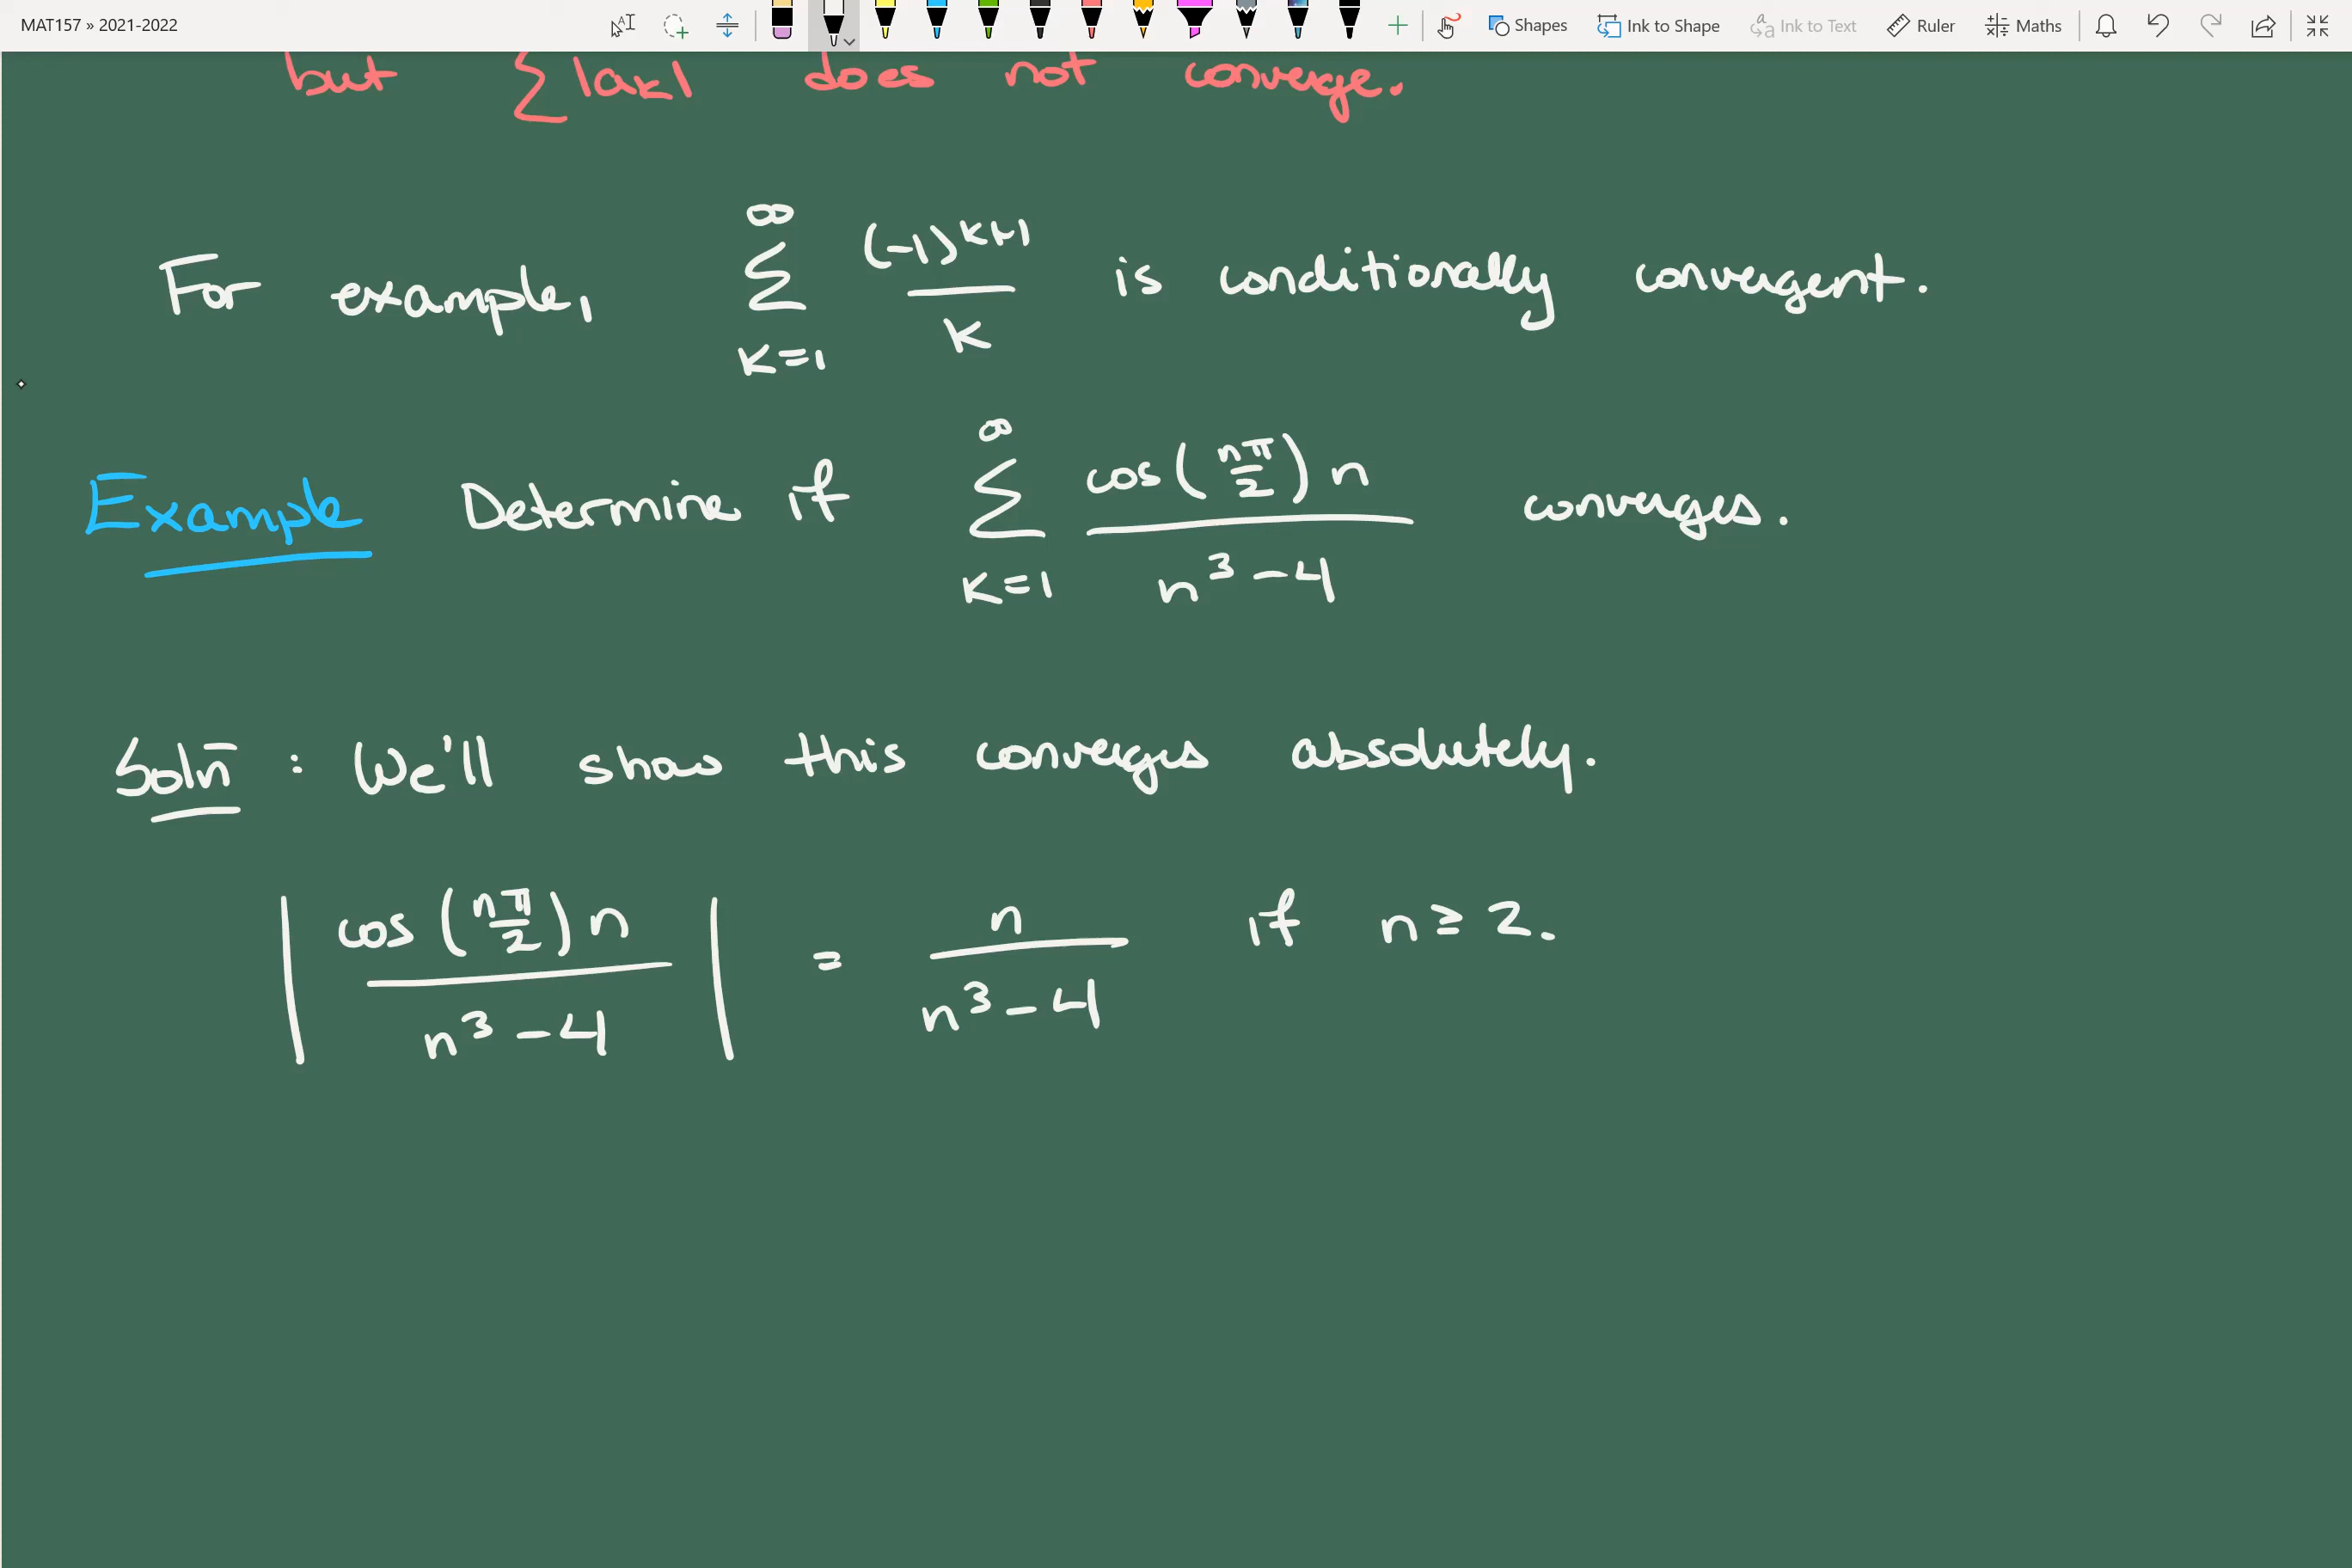 MAT157 » 2021-2022 Shapes Ink to Shape Ink to Text Ruler Maths
but ∑|aₖ| does not converge.
For example, ∑_{k=1}^{∞} (-1)^{k+1}/k is conditionally convergent.
Example Determine if ∑_{k=1}^{∞} cos(nπ/2)n/(n³-4) converges.
Soln̄ : We'll show this converges absolutely.
|cos(nπ/2)n/(n³-4)| = n/(n³-4) if n ≥ 2.